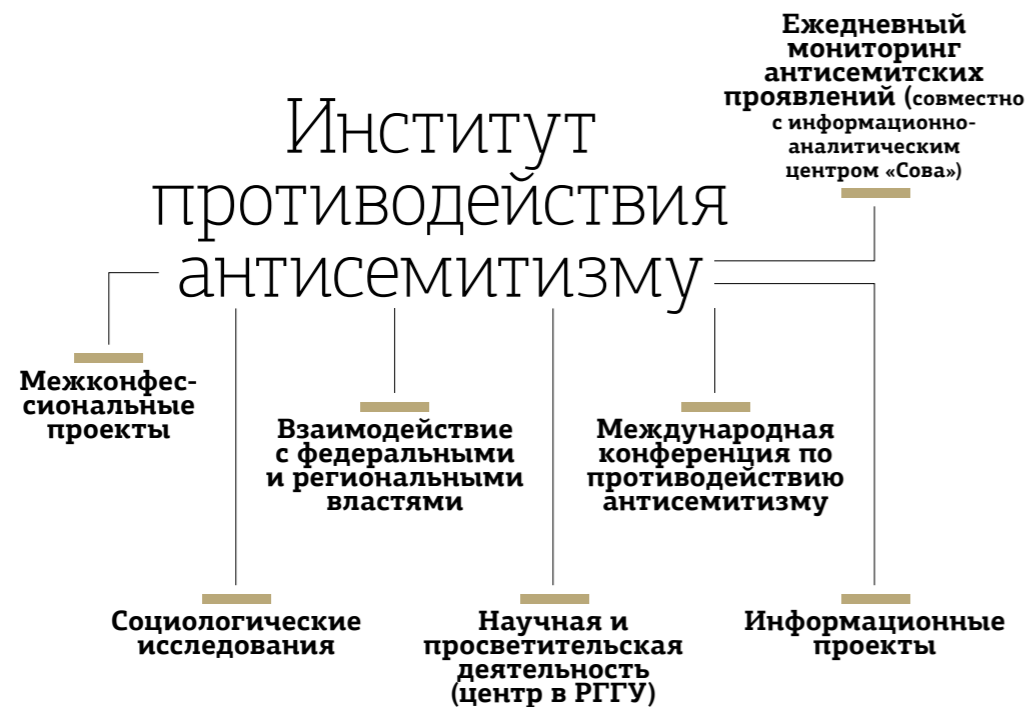 Ежедневный
мониторинг
антисемитских
проявлений (совместно
с информационно-
аналитическим
центром «Сова»)
Институт
противодействия
антисемитизму
Межконфес-
сиональные
проекты
Взаимодействие
с федеральными
и региональными
властями
Международная
конференция по
противодействию
антисемитизму
Социологические
исследования
Научная и
просветительская
деятельность
(центр в РГГУ)
Информационные
проекты